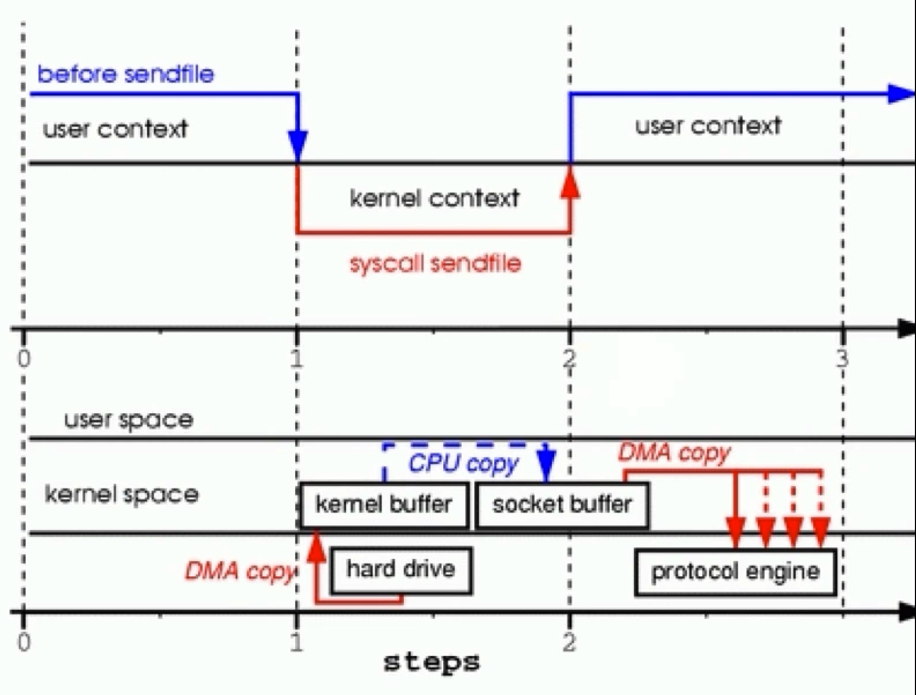 before sendfile
user context
user context
kernel context
syscall sendfile
0 1 2 3
user space
DMA copy
CPU copy
kernel space
kernel buffer
socket buffer
DMA copy
hard drive
protocol engine
0 1 2
steps